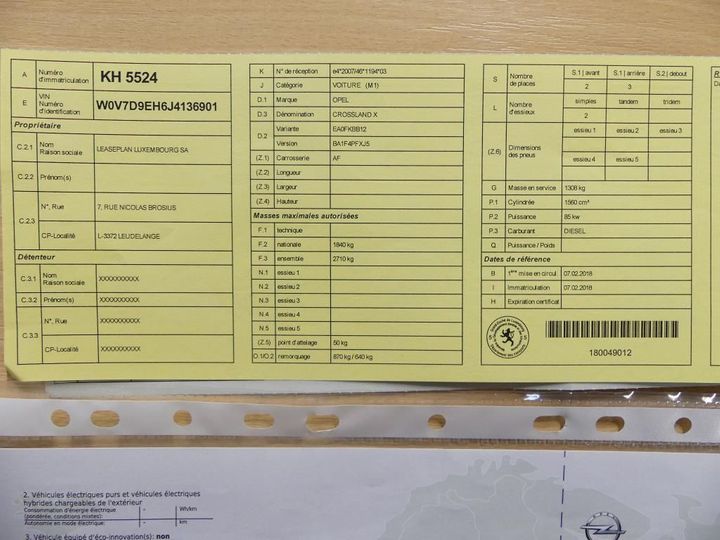 A Numéro d'immatriculation KH 5524
E VIN Numéro d'identification W0V7D9EH6J4136901
Propriétaire
C.2.1 Nom Raison sociale LEASEPLAN LUXEMBOURG SA
C.2.2 Prénom(s)
C.2.3 N°, Rue 7, RUE NICOLAS BROSIUS
CP-Localité L-3372 LEUDELANGE
Détenteur
C.3.1 Nom Raison sociale XXXXXXXXXX
C.3.2 Prénom(s) XXXXXXXXXX
C.3.3 N°, Rue XXXXXXXXXX
CP-Localité XXXXXXXXXX
K N° de réception e4*2007/46*1194*03
J Catégorie VOITURE (M1)
D.1 Marque OPEL
D.3 Dénomination CROSSLAND X
D.2 Variante EA0FKBB12
Version BA1F4PFXJ5
(Z.1) Carrosserie AF
(Z.2) Longueur
(Z.3) Largeur
(Z.4) Hauteur
Masses maximales autorisées
F.1 technique
F.2 nationale 1840 kg
F.3 ensemble 2710 kg
N.1 essieu 1
N.2 essieu 2
N.3 essieu 3
N.4 essieu 4
N.5 essieu 5
(Z.5) point d'attelage 50 kg
O.1/O.2 remorquage 870 kg / 640 kg
S Nombre de places S.1 | avant S.1 | arrière S.2 | debout
2 3
L Nombre d'essieux simples tandem tridem
2
(Z.6) Dimensions des pneus essieu 1 essieu 2 essieu 3
essieu 4 essieu 5
G Masse en service 1308 kg
P.1 Cylindrée 1560 cm³
P.2 Puissance 85 kw
P.3 Carburant DIESEL
Q Puissance / Poids
Dates de référence
B 1ère mise en circul 07.02.2018
I Immatriculation 07.02.2018
H Expiration certificat
180049012
2. Véhicules électriques purs et véhicules électriques
hybrides chargeables de l'extérieur
Consommation d'énergie électrique (pondérée, conditions mixtes): - Wh/km
Autonomie en mode électrique: - km
3. Véhicule équipé d'éco-innovation(s): non